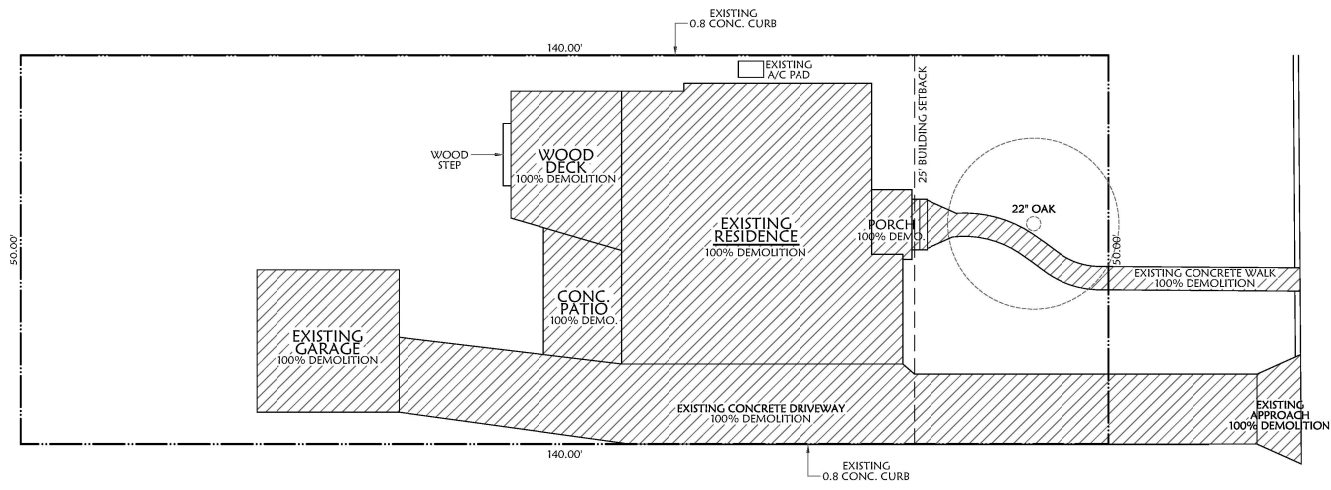 EXISTING
0.8 CONC. CURB
140.00'
EXISTING
A/C PAD
25' BUILDING SETBACK
WOOD
STEP
WOOD
DECK
100% DEMOLITION
22" OAK
EXISTING
RESIDENCE
100% DEMOLITION
PORCH
100% DEMO.
50.00'
50.00'
EXISTING CONCRETE WALK
100% DEMOLITION
CONC.
PATIO
100% DEMO.
EXISTING
GARAGE
100% DEMOLITION
EXISTING CONCRETE DRIVEWAY
100% DEMOLITION
EXISTING
APPROACH
100% DEMOLITION
140.00'
EXISTING
0.8 CONC. CURB